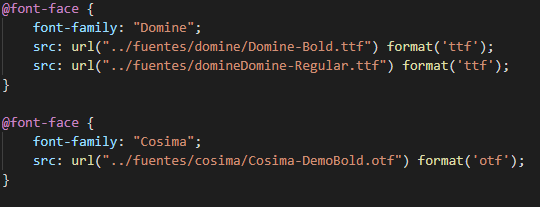 @font-face {
    font-family: "Domine";
    src: url("../fuentes/domine/Domine-Bold.ttf") format('ttf');
    src: url("../fuentes/domineDomine-Regular.ttf") format('ttf');
}

@font-face {
    font-family: "Cosima";
    src: url("../fuentes/cosima/Cosima-DemoBold.otf") format('otf');
}